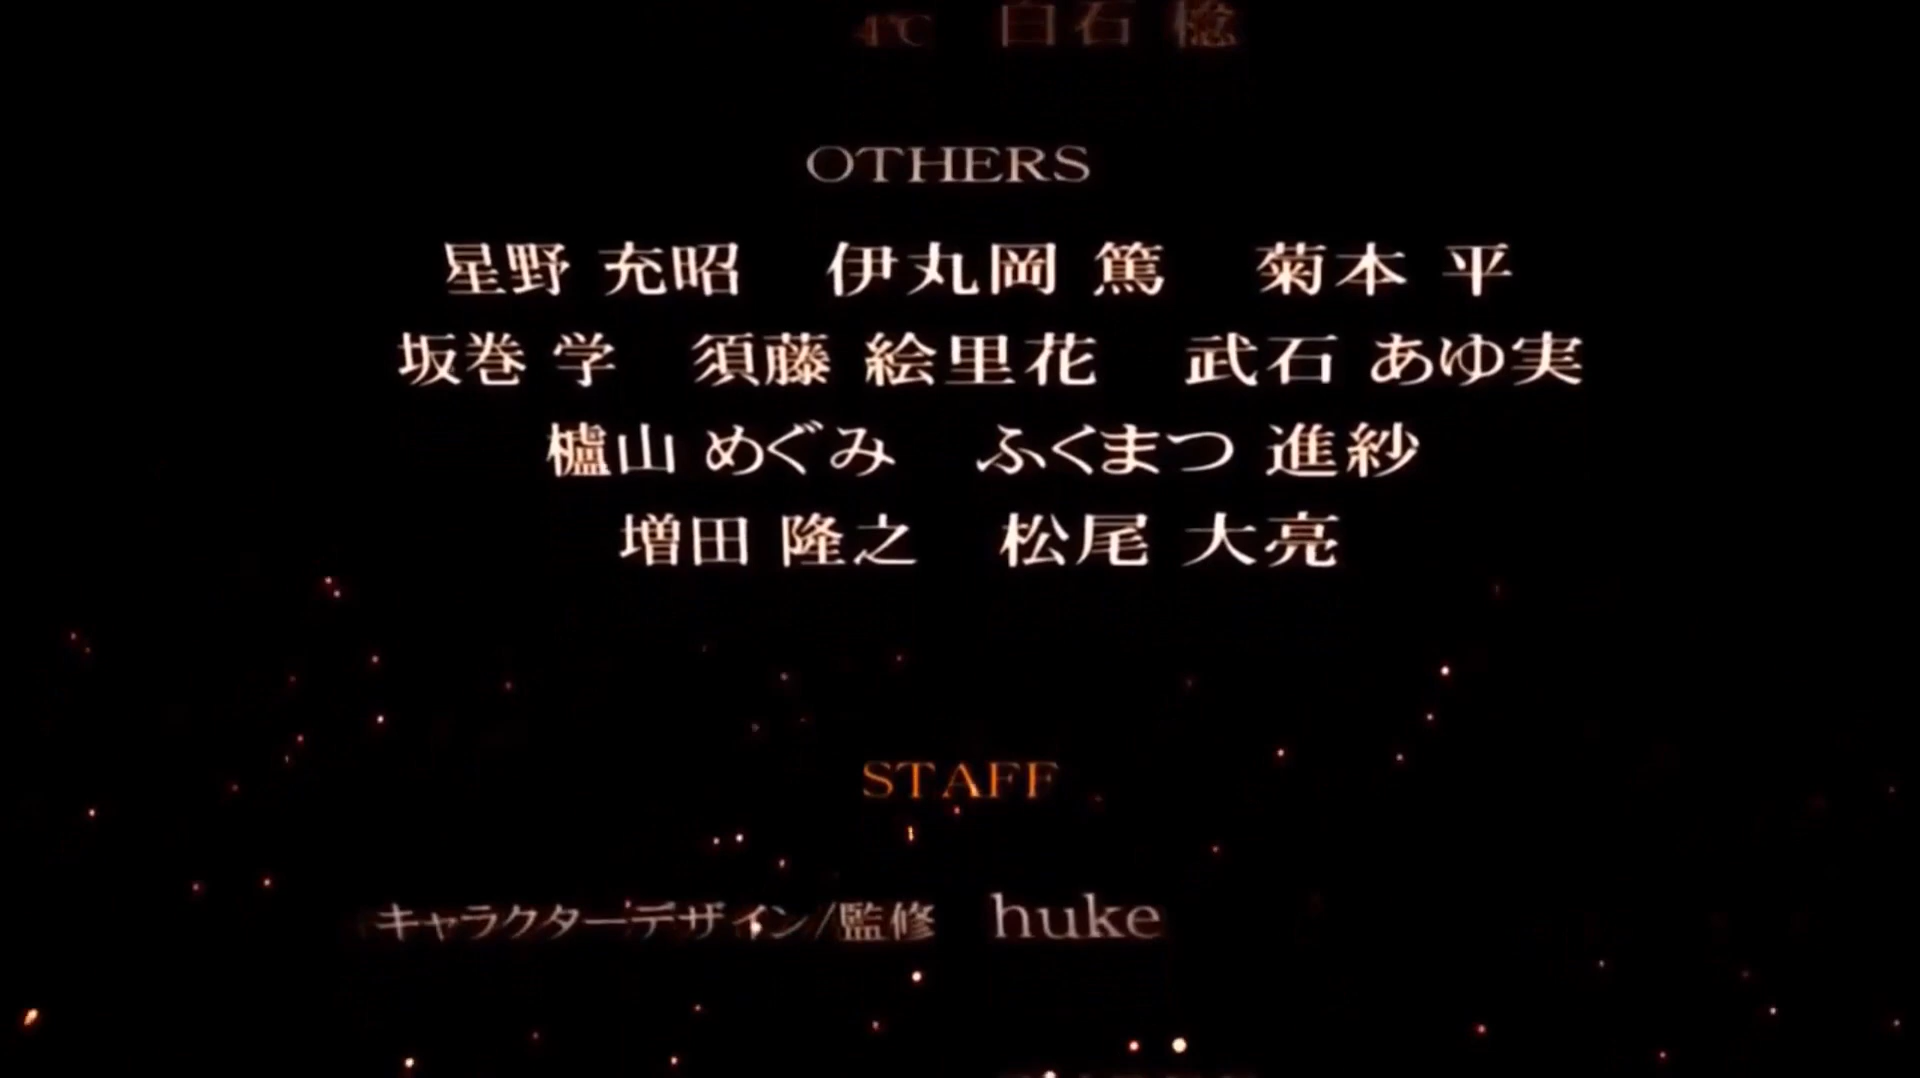 4℃ 白石 稔
OTHERS
星野 充昭 伊丸岡 篤 菊本 平
坂巻 学 須藤 絵里花 武石 あゆ実
櫨山 めぐみ ふくまつ 進紗
増田 隆之 松尾 大亮
STAFF
キャラクターデザイン/監修 huke